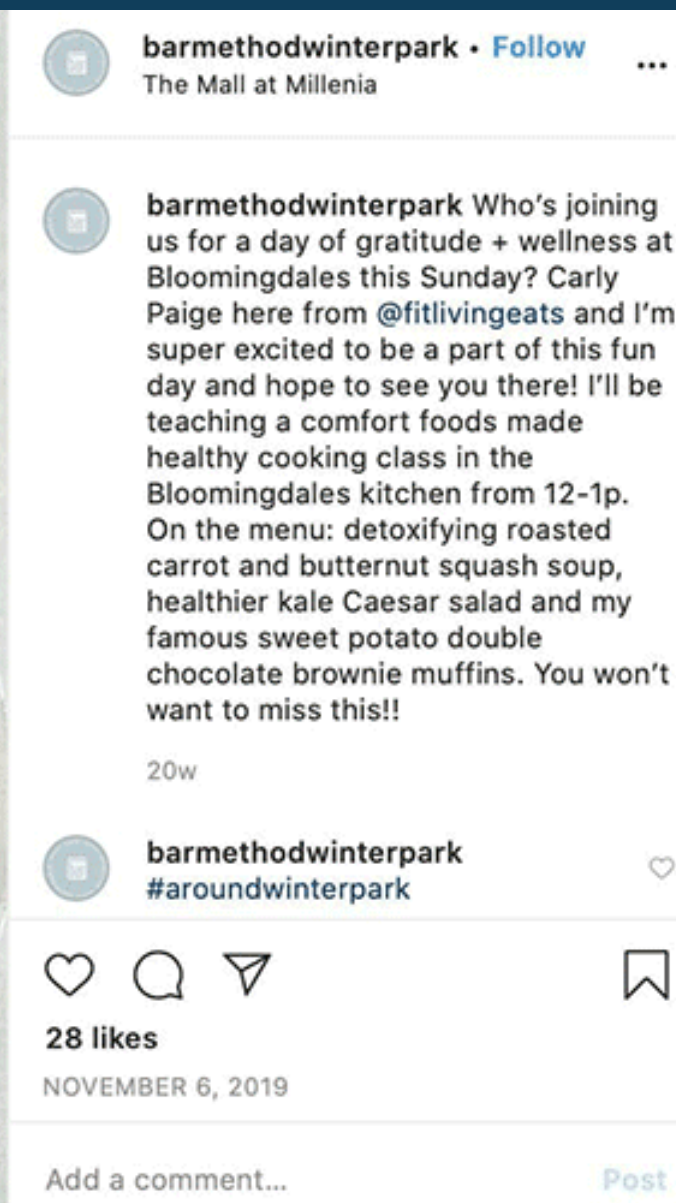 barmethodwinterpark • Follow
The Mall at Millenia
barmethodwinterpark Who's joining
us for a day of gratitude + wellness at
Bloomingdales this Sunday? Carly
Paige here from @fitlivingeats and I'm
super excited to be a part of this fun
day and hope to see you there! I'll be
teaching a comfort foods made
healthy cooking class in the
Bloomingdales kitchen from 12-1p.
On the menu: detoxifying roasted
carrot and butternut squash soup,
healthier kale Caesar salad and my
famous sweet potato double
chocolate brownie muffins. You won't
want to miss this!!
20w
barmethodwinterpark
#aroundwinterpark
28 likes
NOVEMBER 6, 2019
Add a comment... Post